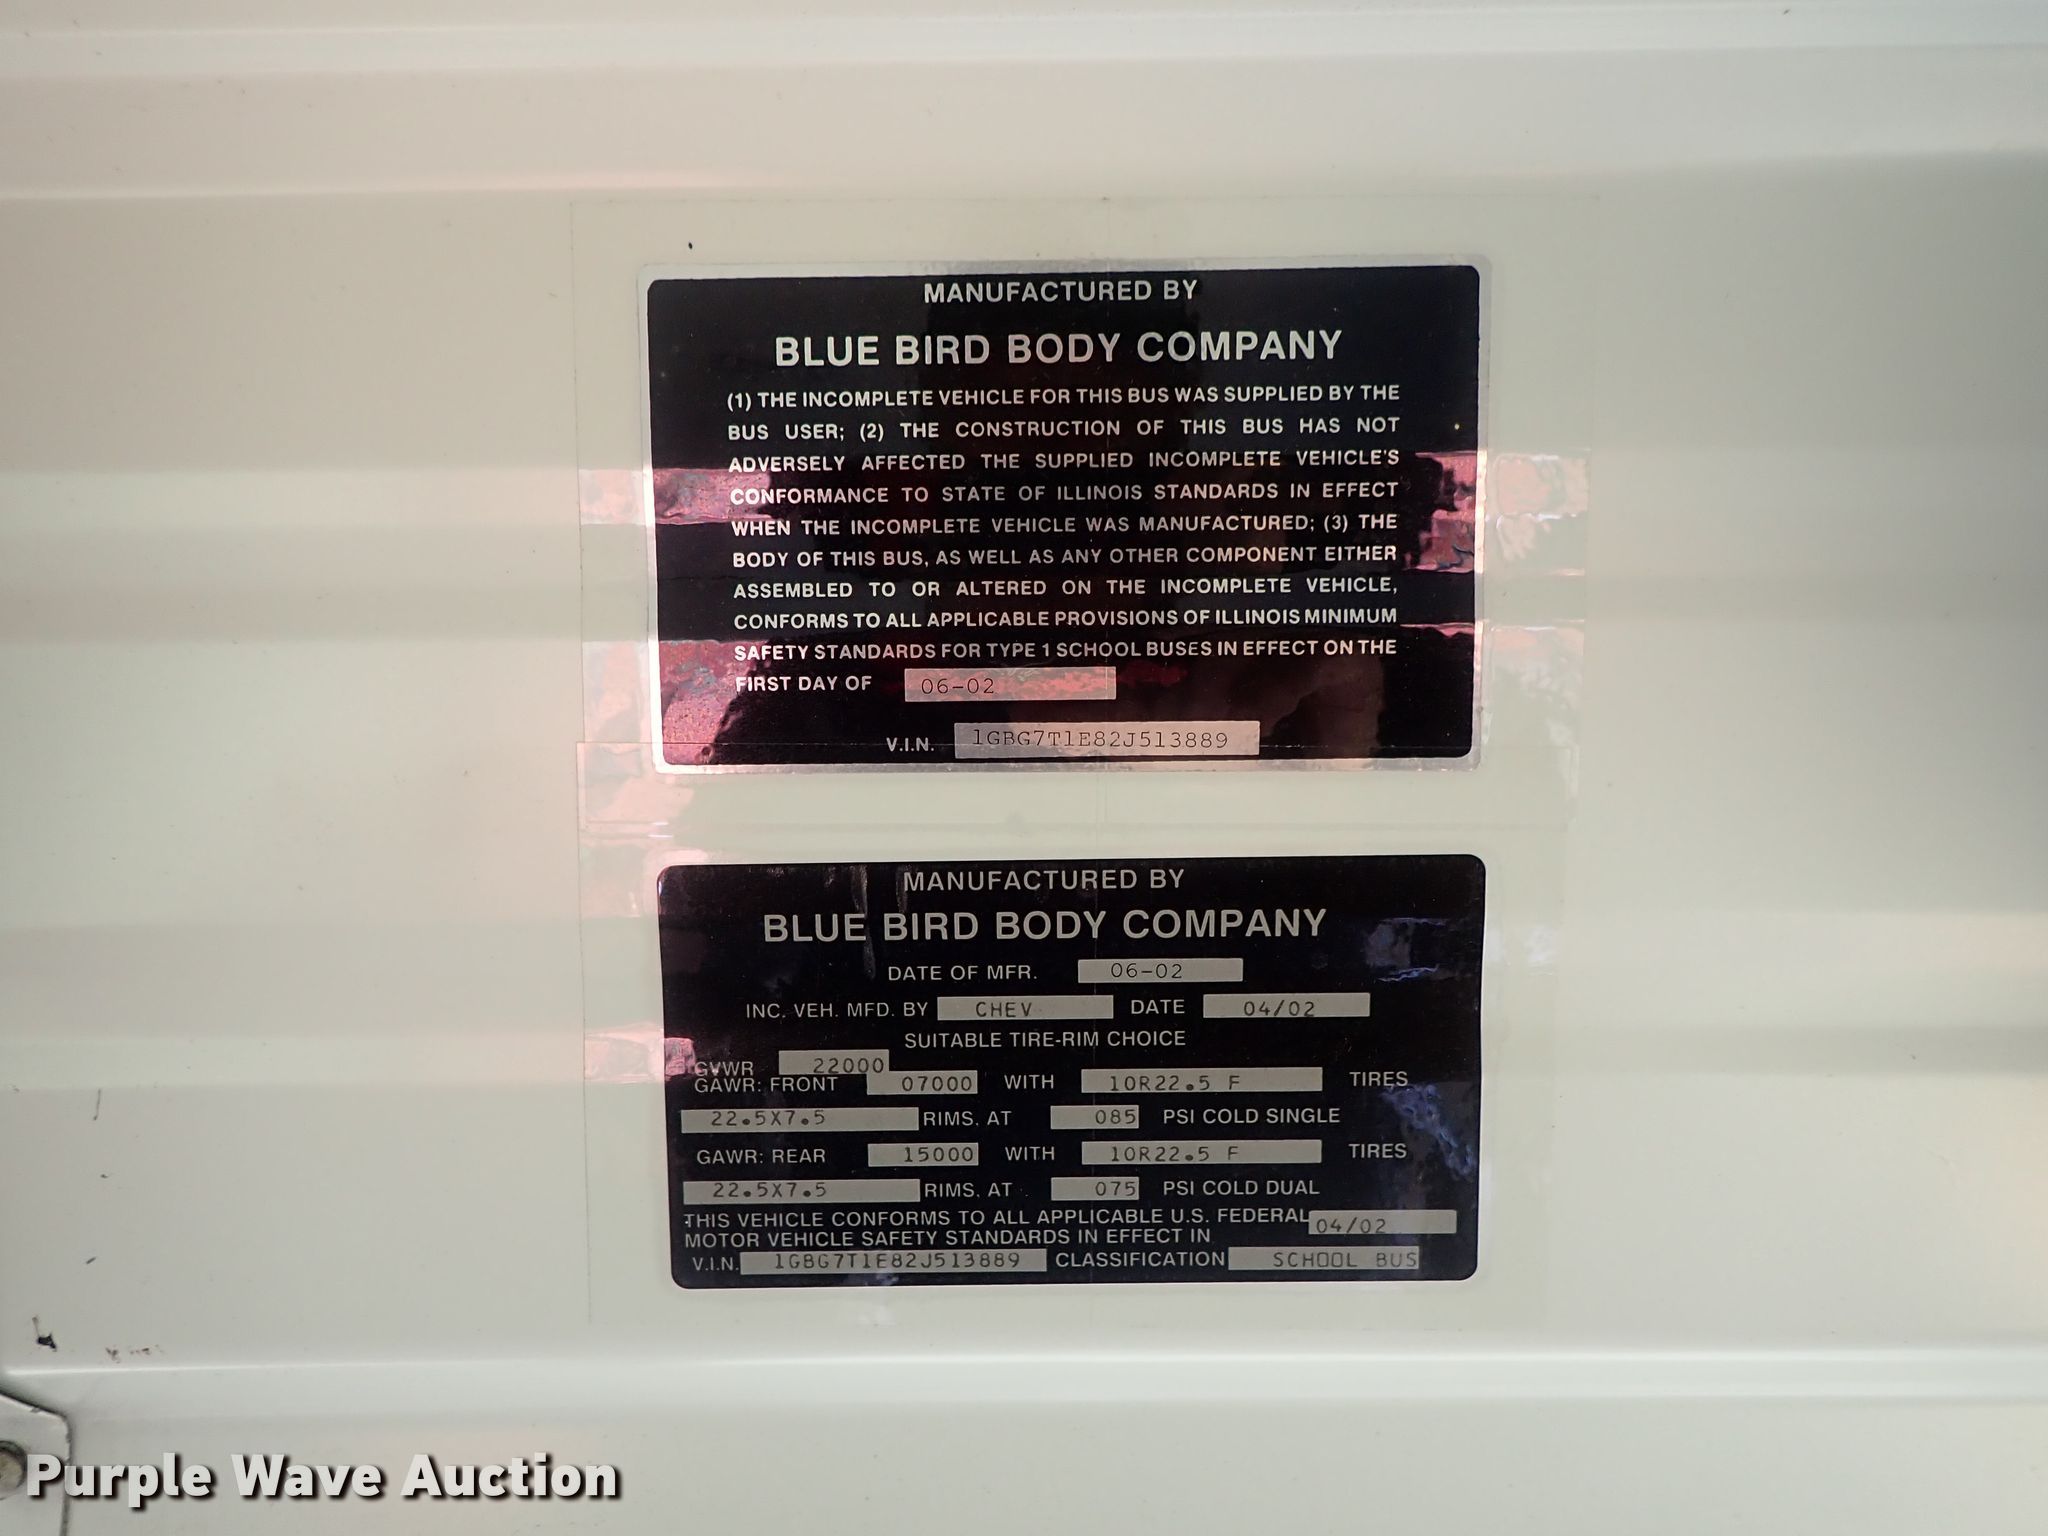 MANUFACTURED BY
BLUE BIRD BODY COMPANY
(1) THE INCOMPLETE VEHICLE FOR THIS BUS WAS SUPPLIED BY THE
BUS USER; (2) THE CONSTRUCTION OF THIS BUS HAS NOT
ADVERSELY AFFECTED THE SUPPLIED INCOMPLETE VEHICLE'S
CONFORMANCE TO STATE OF ILLINOIS STANDARDS IN EFFECT
WHEN THE INCOMPLETE VEHICLE WAS MANUFACTURED; (3) THE
BODY OF THIS BUS, AS WELL AS ANY OTHER COMPONENT EITHER
ASSEMBLED TO OR ALTERED ON THE INCOMPLETE VEHICLE,
CONFORMS TO ALL APPLICABLE PROVISIONS OF ILLINOIS MINIMUM
SAFETY STANDARDS FOR TYPE 1 SCHOOL BUSES IN EFFECT ON THE
FIRST DAY OF 06-02
V.I.N. 1GBG7T1E82J513889
MANUFACTURED BY
BLUE BIRD BODY COMPANY
DATE OF MFR. 06-02
INC. VEH. MFD. BY CHEV DATE 04/02
SUITABLE TIRE-RIM CHOICE
GVWR 22000
GAWR: FRONT 07000 WITH 10R22.5 F TIRES
22.5X7.5 RIMS. AT 085 PSI COLD SINGLE
GAWR: REAR 15000 WITH 10R22.5 F TIRES
22.5X7.5 RIMS. AT 075 PSI COLD DUAL
THIS VEHICLE CONFORMS TO ALL APPLICABLE U.S. FEDERAL
MOTOR VEHICLE SAFETY STANDARDS IN EFFECT IN 04/02
V.I.N. 1GBG7T1E82J513889 CLASSIFICATION SCHOOL BUS
Purple Wave Auction